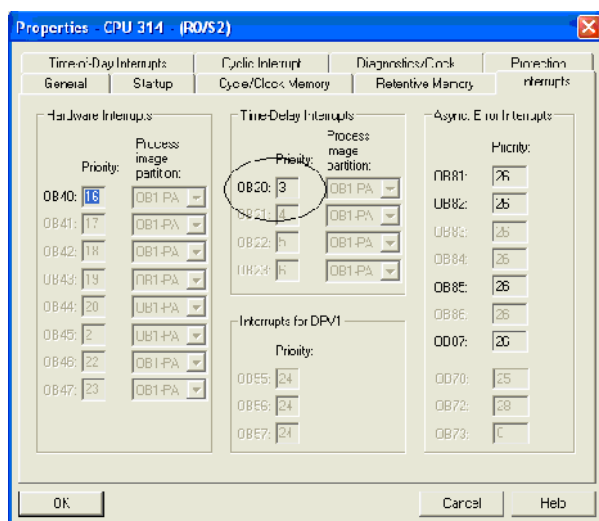 Properties - CPU 314 - (R0/S2)
Time-of-Day Interrupts Cyclic Interrupt Diagnostics/Clock Protection
General Startup Cycle/Clock Memory Retentive Memory Interrupts
Hardware Interrupts
Priority: Process image partition:
OB40: 16 OB1-PA
OB41: 17 OB1-PA
OB42: 18 OB1-PA
OB43: 19 OB1-PA
OB44: 20 OB1-PA
OB45: 2 OB1-PA
OB46: 22 OB1-PA
OB47: 23 OB1-PA
Time-Delay Interrupts
Priority: Process image partition:
OB20: 3 OB1-PA
OB21: 4 OB1-PA
OB22: 5 OB1-PA
OB23: 6 OB1-PA
Interrupts for DPV1
Priority:
OB55: 24
OB56: 24
OB57: 24
Async. Error Interrupts
Priority:
OB81: 26
OB82: 26
OB83: 26
OB84: 26
OB85: 26
OB86: 26
OB87: 26
OB70: 25
OB72: 28
OB73:
OK Cancel Help